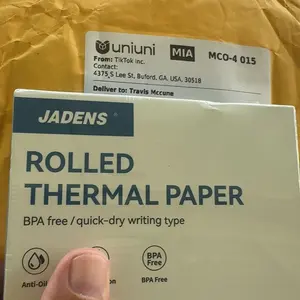 uniuni MIA MCO-4 015
From: TikTok Inc.
Contact:
4375 S Lee St, Buford, GA, USA, 30518
Deliver to: Travis Mccune
JADENS®
ROLLED
THERMAL PAPER
BPA free / quick-dry writing type
BPA
Free
Anti-Oil
BPA Free